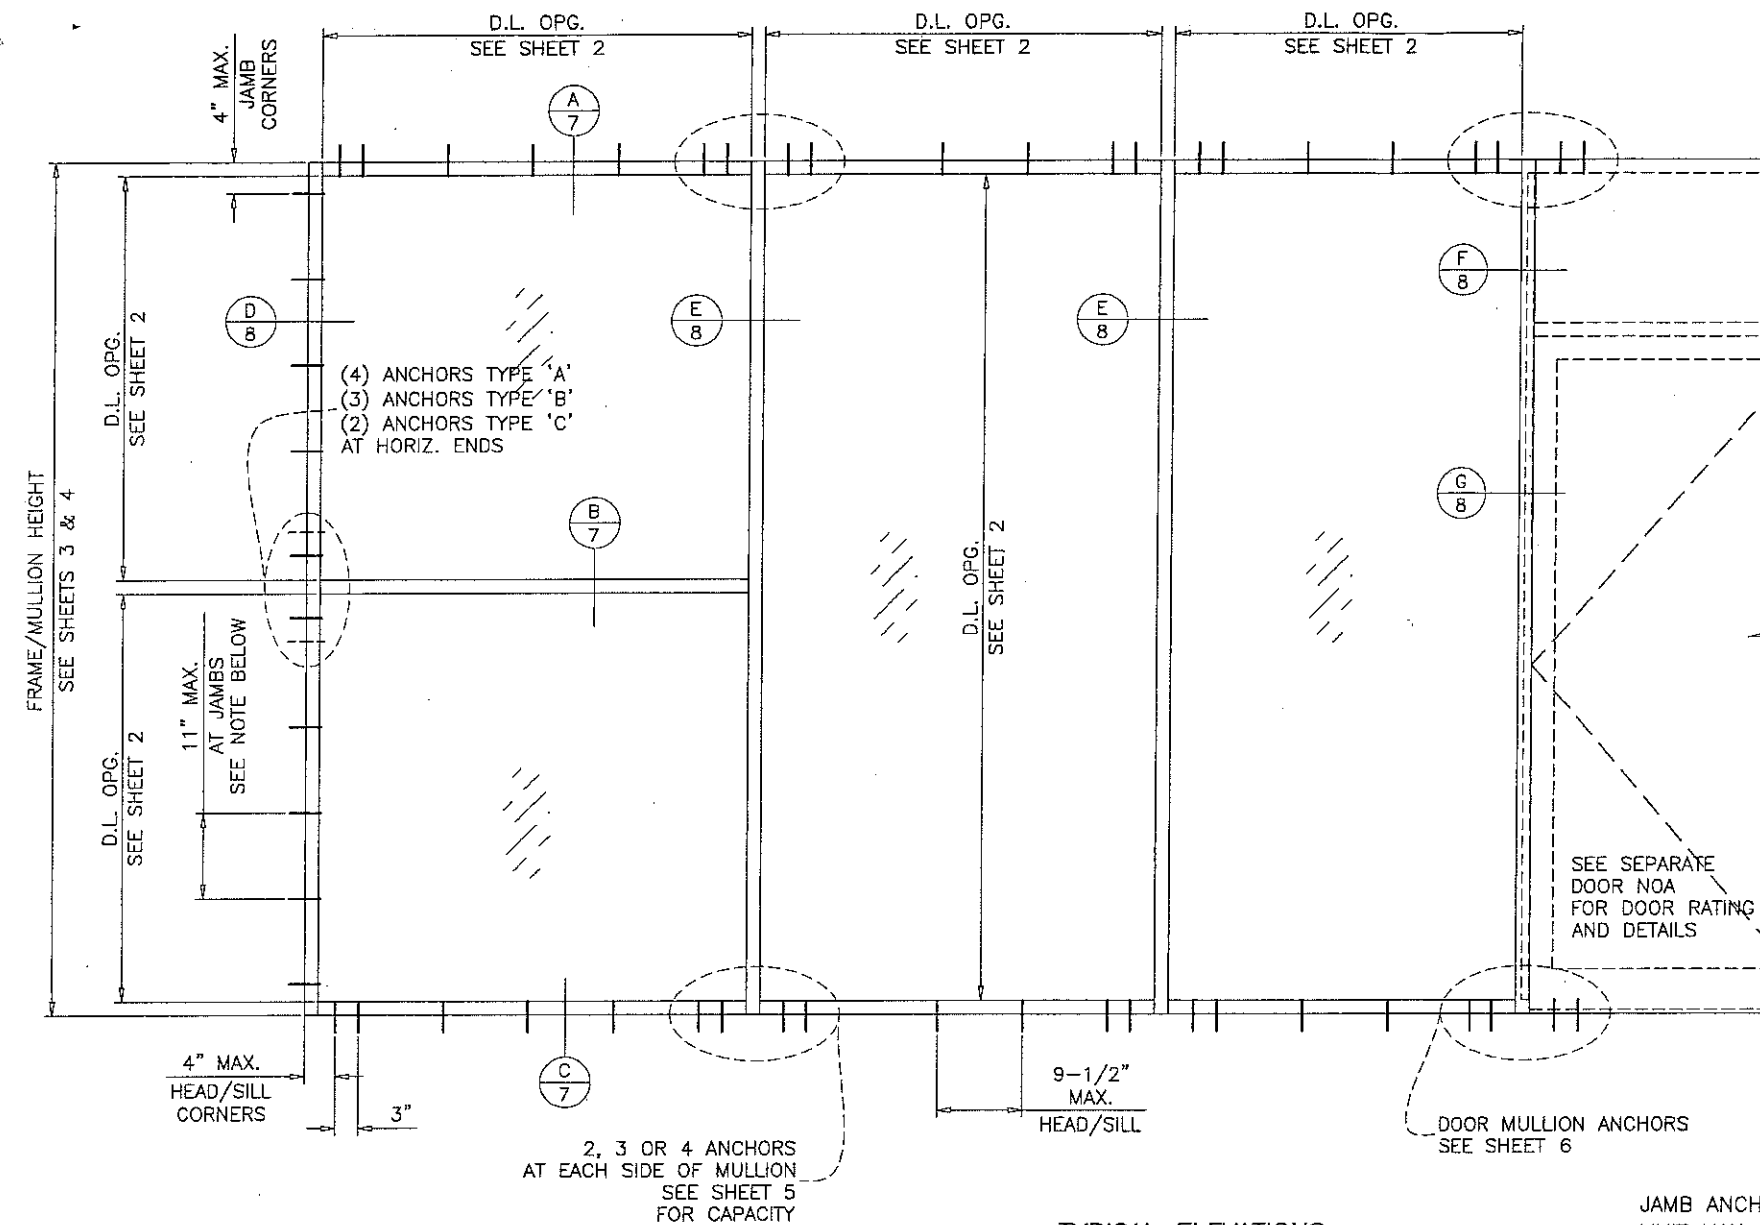 D.L. OPG.
SEE SHEET 2
D.L. OPG.
SEE SHEET 2
D.L. OPG.
SEE SHEET 2
4" MAX.
JAMB
CORNERS
A
7
F
8
D
8
E
8
E
8
D.L. OPG.
SEE SHEET 2
(4) ANCHORS TYPE 'A'
(3) ANCHORS TYPE 'B'
(2) ANCHORS TYPE 'C'
AT HORIZ. ENDS
G
8
FRAME/MULLION HEIGHT
SEE SHEETS 3 & 4
B
7
D.L. OPG.
SEE SHEET 2
11" MAX.
AT JAMBS
SEE NOTE BELOW
D.L. OPG.
SEE SHEET 2
SEE SEPARATE
DOOR NOA
FOR DOOR RATING
AND DETAILS
4" MAX.
HEAD/SILL
CORNERS
3"
C
7
9-1/2"
MAX.
HEAD/SILL
2, 3 OR 4 ANCHORS
AT EACH SIDE OF MULLION
SEE SHEET 5
FOR CAPACITY
DOOR MULLION ANCHORS
SEE SHEET 6
TYPICAL ELEVATIONS
JAMB ANCH